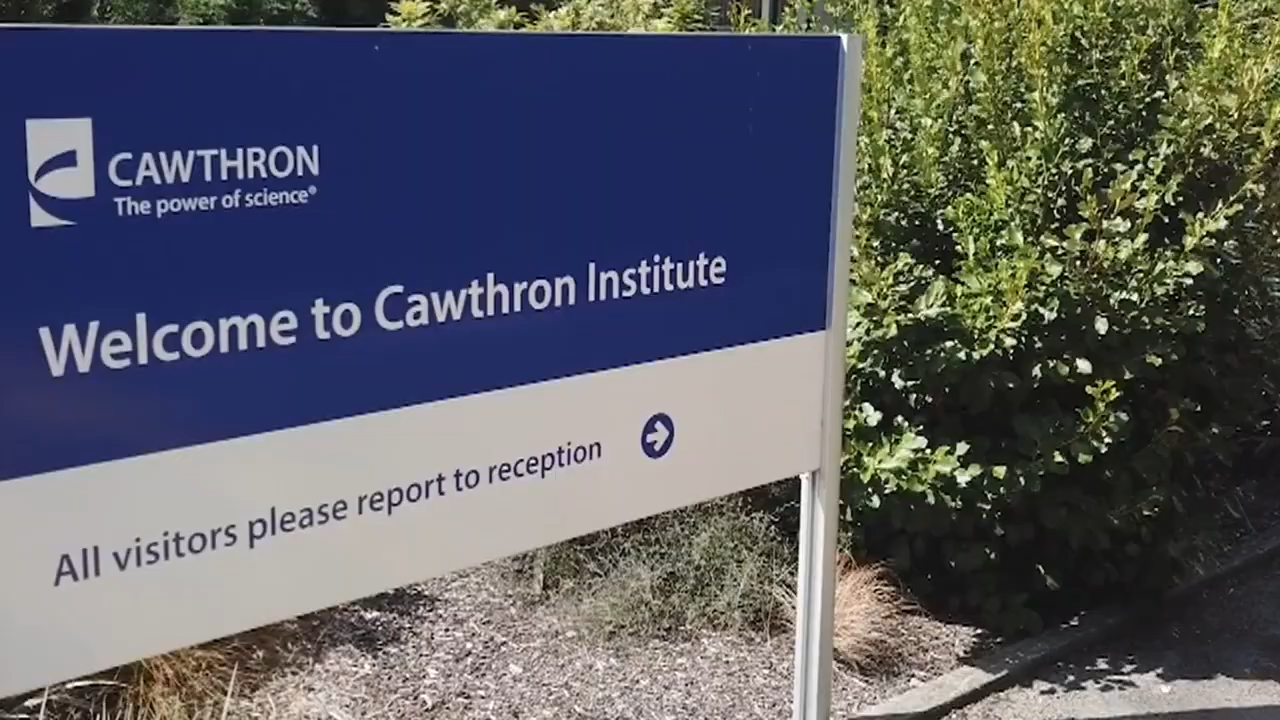 CAWTHRON
The power of science®
Welcome to Cawthron Institute
All visitors please report to reception